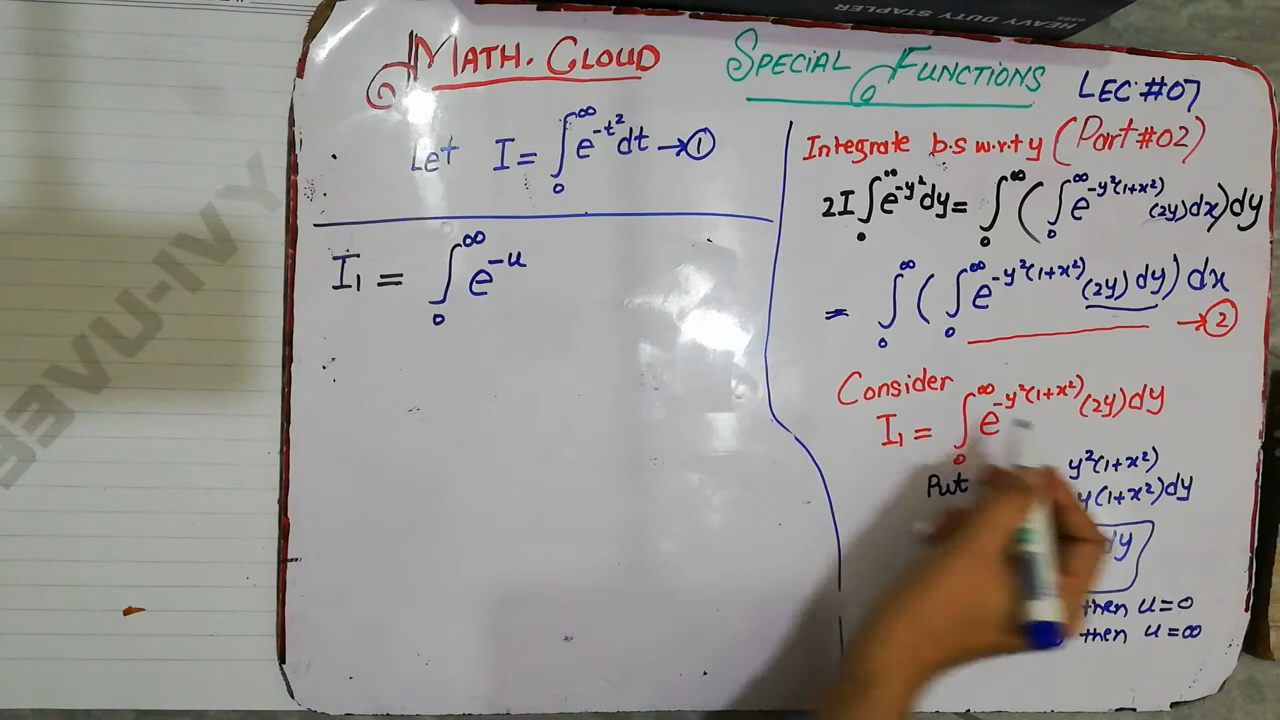 HEAVY DUTY STAPLER
MATH. CLOUD
SPECIAL FUNCTIONS
LEC #07
Let I = ∫₀^∞ e^{-t²} dt → ①
I₁ = ∫₀^∞ e^{-u}
Integrate b.s w.r.t y (Part #02)
2I ∫₀^∞ e^{-y²} dy = ∫₀^∞ ( ∫₀^∞ e^{-y²(1+x²)} (2y) dx ) dy
= ∫₀^∞ ( ∫₀^∞ e^{-y²(1+x²)} (2y) dy ) dx → ②
Consider
I₁ = ∫₀^∞ e^{-y²(1+x²)} (2y) dy
Put y²(1+x²)
y(1+x²)dy
dy
then u=0
then u=∞